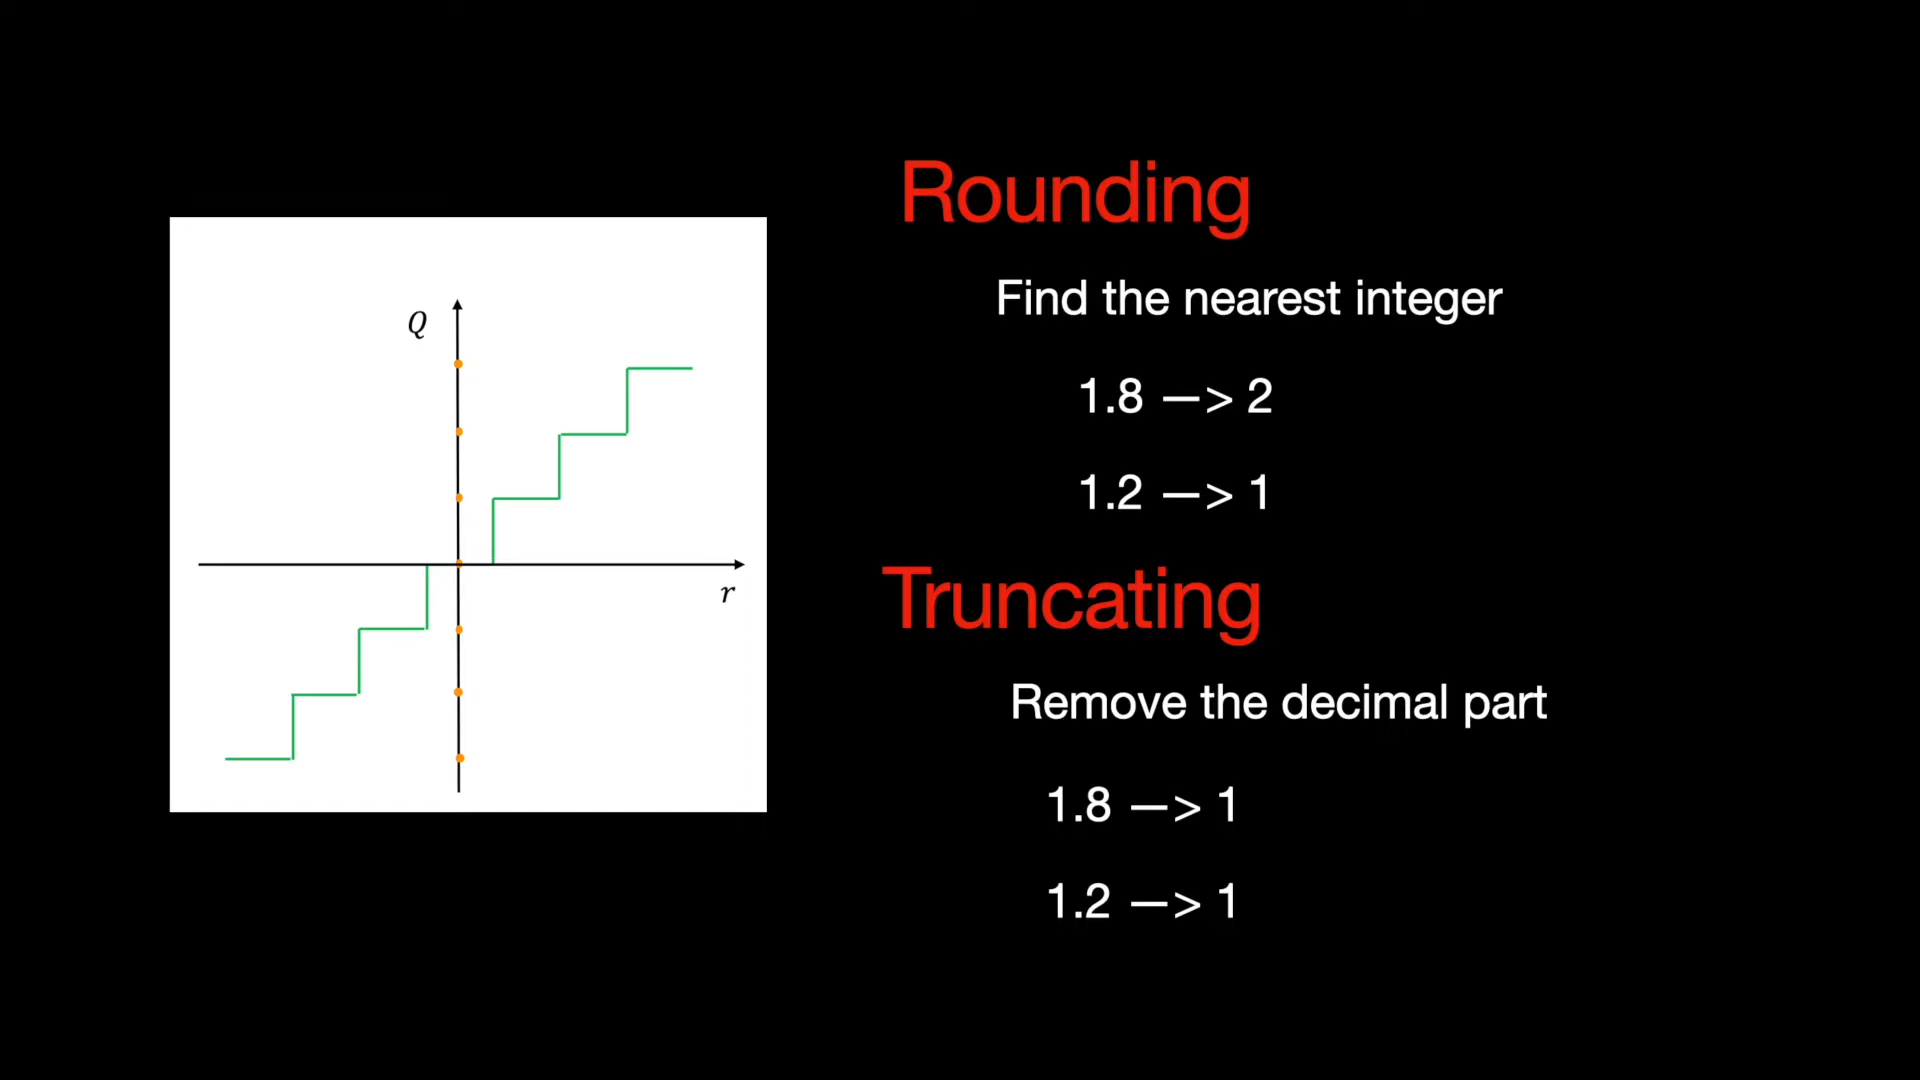 Q
r
Rounding
Find the nearest integer
1.8 —> 2
1.2 —> 1
Truncating
Remove the decimal part
1.8 —> 1
1.2 —> 1